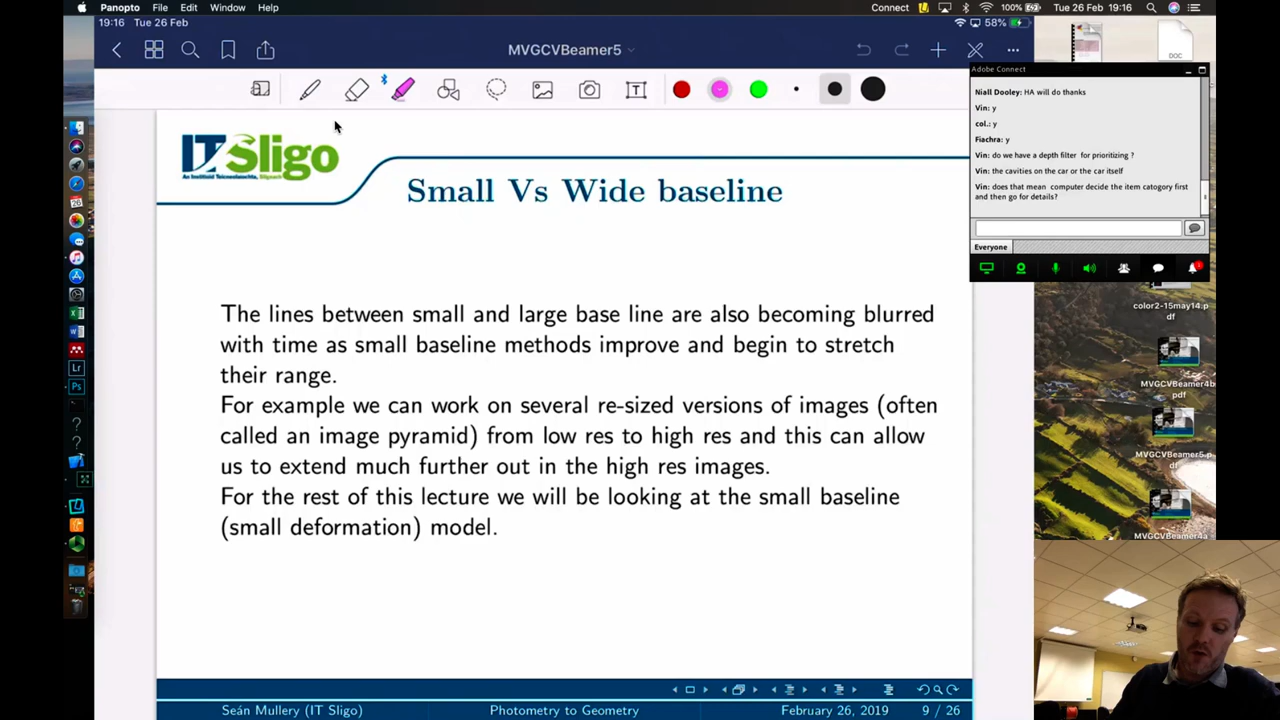 Panopto File Edit Window Help
Connect 100% Tue 26 Feb 19:16
19:16 Tue 26 Feb
58%
MVGCVBeamer5
T
DOC
Adobe Connect
Niall Dooley: HA will do thanks
Vin: y
col.: y
Fiachra: y
Vin: do we have a depth filter for prioritizing ?
Vin: the cavities on the car or the car itself
Vin: does that mean computer decide the item catogory first
and then go for details?
Everyone
IT Sligo
Small Vs Wide baseline
The lines between small and large base line are also becoming blurred
with time as small baseline methods improve and begin to stretch
their range.
For example we can work on several re-sized versions of images (often
called an image pyramid) from low res to high res and this can allow
us to extend much further out in the high res images.
For the rest of this lecture we will be looking at the small baseline
(small deformation) model.
color2-15may14.p
df
MVGCVBeamer4b
pdf
MVGCVBeamer5.p
df
MVGCVBeamer4a
Lr
Ps
Seán Mullery (IT Sligo) Photometry to Geometry February 26, 2019 9 / 26